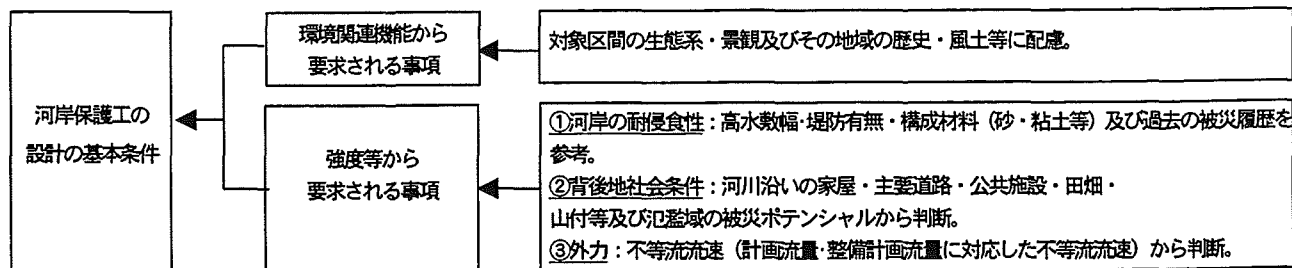 河岸保護工の
設計の基本条件
環境関連機能から
要求される事項
対象区間の生態系・景観及びその地域の歴史・風土等に配慮。
強度等から
要求される事項
①河岸の耐侵食性：高水敷幅･堤防有無・構成材料（砂・粘土等）及び過去の被災履歴を
参考。
②背後地社会条件：河川沿いの家屋・主要道路・公共施設・田畑・
山付等及び氾濫域の被災ポテンシャルから判断。
③外力：不等流流速（計画流量･整備計画流量に対応した不等流流速）から判断。